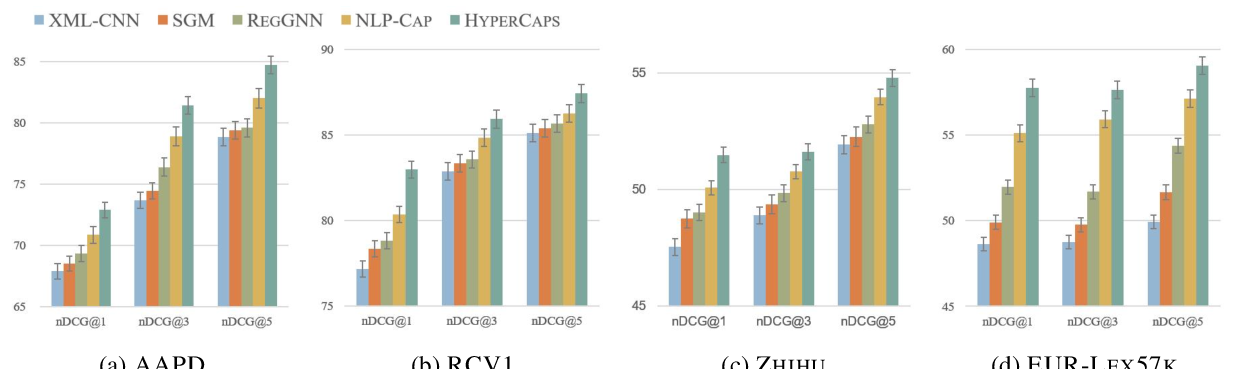 XML-CNN SGM REGGNN NLP-CAP HYPERCAPS
85
80
75
70
65
nDCG@1 nDCG@3 nDCG@5
(a) AAPD
90
85
80
75
nDCG@1 nDCG@3 nDCG@5
(b) RCV1
55
50
45
nDCG@1 nDCG@3 nDCG@5
(c) ZHIHU
60
55
50
45
nDCG@1 nDCG@3 nDCG@5
(d) EUR-LEX57K